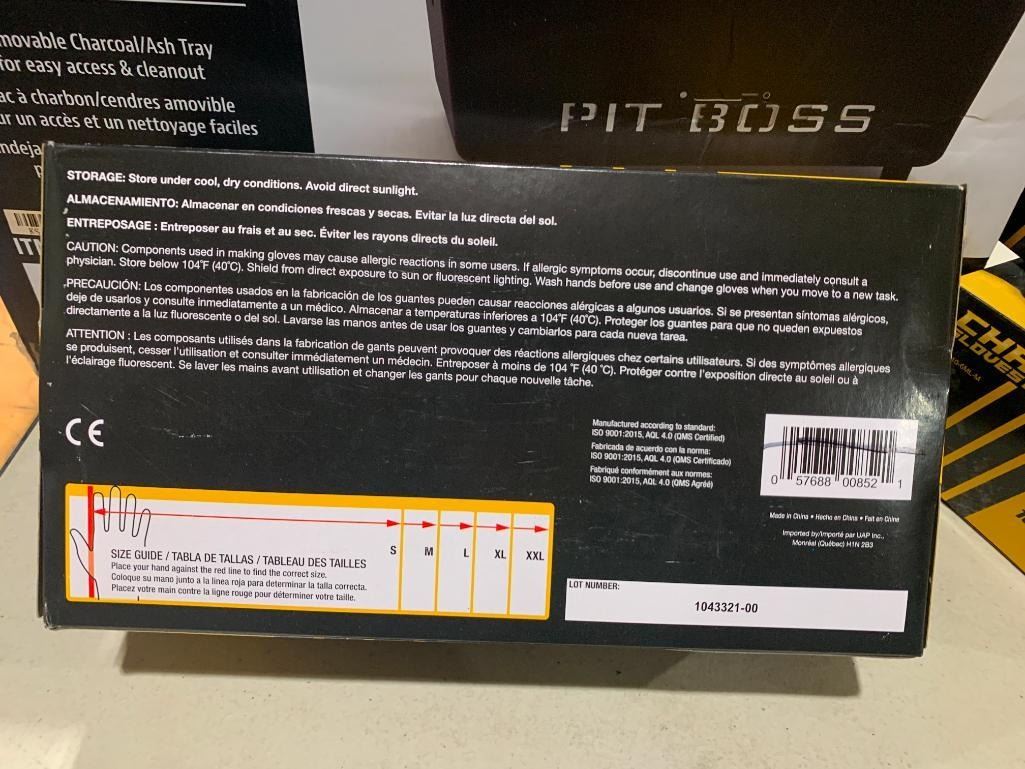 movable Charcoal/Ash Tray
for easy access & cleanout
ac à charbon/cendres amovible
ur un accès et un nettoyage faciles
PIT BOSS
STORAGE: Store under cool, dry conditions. Avoid direct sunlight.
ALMACENAMIENTO: Almacenar en condiciones frescas y secas. Evitar la luz directa del sol.
ENTREPOSAGE : Entreposer au frais et au sec. Éviter les rayons directs du soleil.
CAUTION: Components used in making gloves may cause allergic reactions in some users. If allergic symptoms occur, discontinue use and immediately consult a
physician. Store below 104°F (40°C). Shield from direct exposure to sun or fluorescent lighting. Wash hands before use and change gloves when you move to a new task.
PRECAUCIÓN: Los componentes usados en la fabricación de los guantes pueden causar reacciones alérgicas a algunos usuarios. Si se presentan síntomas alérgicos,
deje de usarlos y consulte inmediatamente a un médico. Almacenar a temperaturas inferiores a 104°F (40°C). Proteger los guantes para que no queden expuestos
directamente a la luz fluorescente o del sol. Lavarse las manos antes de usar los guantes y cambiarlos para cada nueva tarea.
ATTENTION : Les composants utilisés dans la fabrication de gants peuvent provoquer des réactions allergiques chez certains utilisateurs. Si des symptômes allergiques
se produisent, cesser l'utilisation et consulter immédiatement un médecin. Entreposer à moins de 104 °F (40 °C). Protéger contre l'exposition directe au soleil ou à
l'éclairage fluorescent. Se laver les mains avant utilisation et changer les gants pour chaque nouvelle tâche.
CE
Manufactured according to standard:
ISO 9001:2015, AQL 4.0 (QMS Certified)
Fabricada de acuerdo con la norma:
ISO 9001:2015, AQL 4.0 (QMS Certificado)
Fabriqué conformément aux normes:
ISO 9001:2015, AQL 4.0 (QMS Agréé)
0 57688 00852 1
Made in China • Hecho en China • Fait en Chine
Imported by/Importé par UAP Inc.,
Montréal (Québec) H1N 2B3
S M L XL XXL
SIZE GUIDE / TABLA DE TALLAS / TABLEAU DES TAILLES
Place your hand against the red line to find the correct size.
Coloque su mano junto a la linea roja para determinar la talla correcta.
Placez votre main contre la ligne rouge pour déterminer votre taille.
LOT NUMBER:
1043321-00